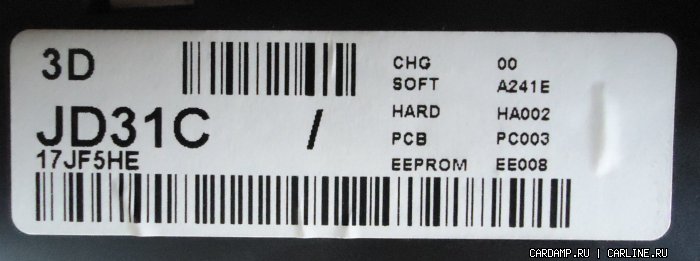 3D
JD31C /
17JF5HE
CHG 00
SOFT A241E
HARD HA002
PCB PC003
EEPROM EE008
CARDAMP.RU | CARLINE.RU